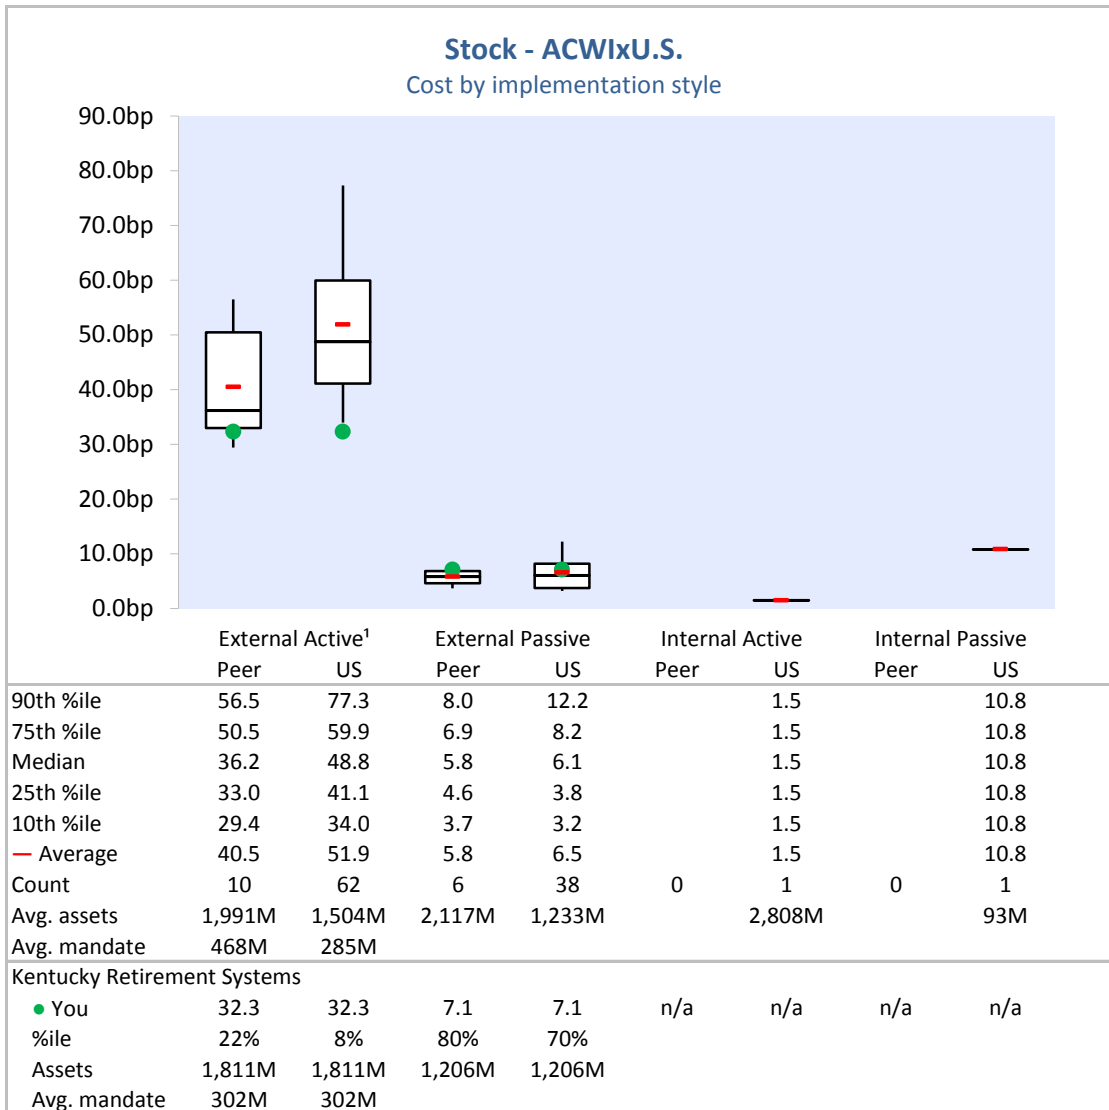 Stock - ACWIxU.S.
Cost by implementation style
90.0bp
80.0bp
70.0bp
60.0bp
50.0bp
40.0bp
30.0bp
20.0bp
10.0bp
0.0bp
External Active¹ External Passive Internal Active Internal Passive
Peer US Peer US Peer US Peer US
90th %ile 56.5 77.3 8.0 12.2 1.5 10.8
75th %ile 50.5 59.9 6.9 8.2 1.5 10.8
Median 36.2 48.8 5.8 6.1 1.5 10.8
25th %ile 33.0 41.1 4.6 3.8 1.5 10.8
10th %ile 29.4 34.0 3.7 3.2 1.5 10.8
Average 40.5 51.9 5.8 6.5 1.5 10.8
Count 10 62 6 38 0 1 0 1
Avg. assets 1,991M 1,504M 2,117M 1,233M 2,808M 93M
Avg. mandate 468M 285M
Kentucky Retirement Systems
You 32.3 32.3 7.1 7.1 n/a n/a n/a n/a
%ile 22% 8% 80% 70%
Assets 1,811M 1,811M 1,206M 1,206M
Avg. mandate 302M 302M